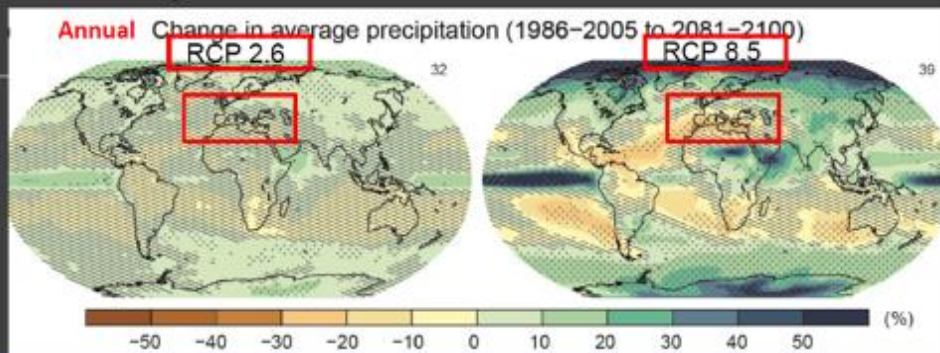 Annual Change in average precipitation (1986−2005 to 2081−2100)
RCP 2.6
RCP 8.5
32
39
−50 −40 −30 −20 −10 0 10 20 30 40 50 (%)